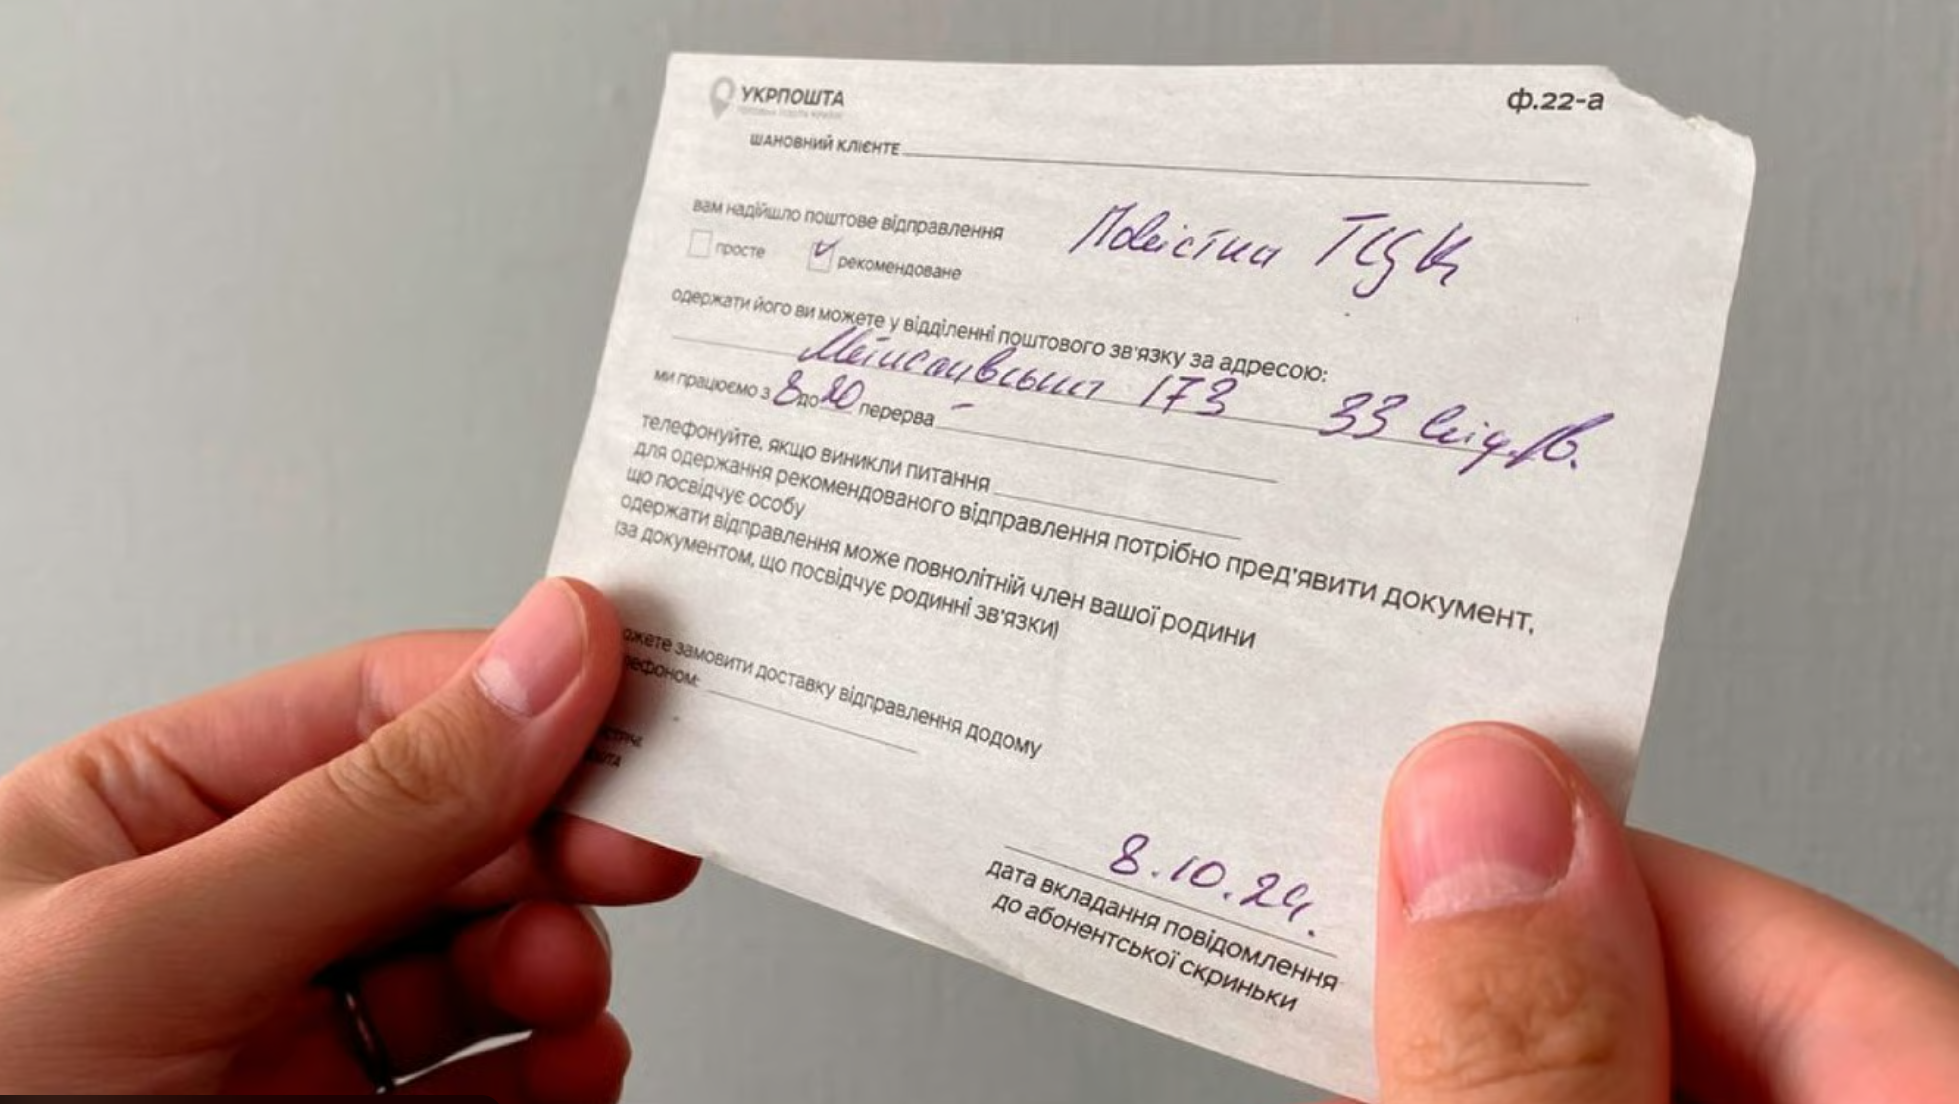 УКРПОШТА
ф.22-а
ШАНОВНИЙ КЛІЄНТЕ
вам надійшло поштове відправлення
Повістка ТЦК
просте рекомендоване
одержати його ви можете у відділенні поштового зв'язку за адресою:
173 33 від.
ми працюємо з 8 до 20 перерва -
телефонуйте, якщо виникли питання
для одержання рекомендованого відправлення потрібно пред'явити документ,
що посвідчує особу
одержати відправлення може повнолітній член вашої родини
(за документом, що посвідчує родинні зв'язки)
замовити доставку відправлення додому
8.10.24.
дата вкладання повідомлення
до абонентської скриньки